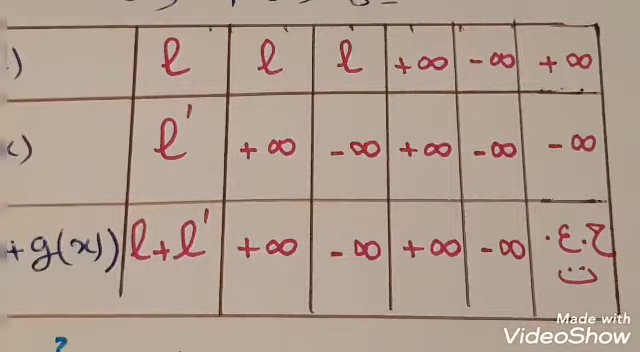 ) ℓ ℓ ℓ +∞ -∞ +∞
) ℓ' +∞ -∞ +∞ -∞ -∞
+g(x)) ℓ+ℓ' +∞ -∞ +∞ -∞ ح.ع.ت
?
Made with
VideoShow